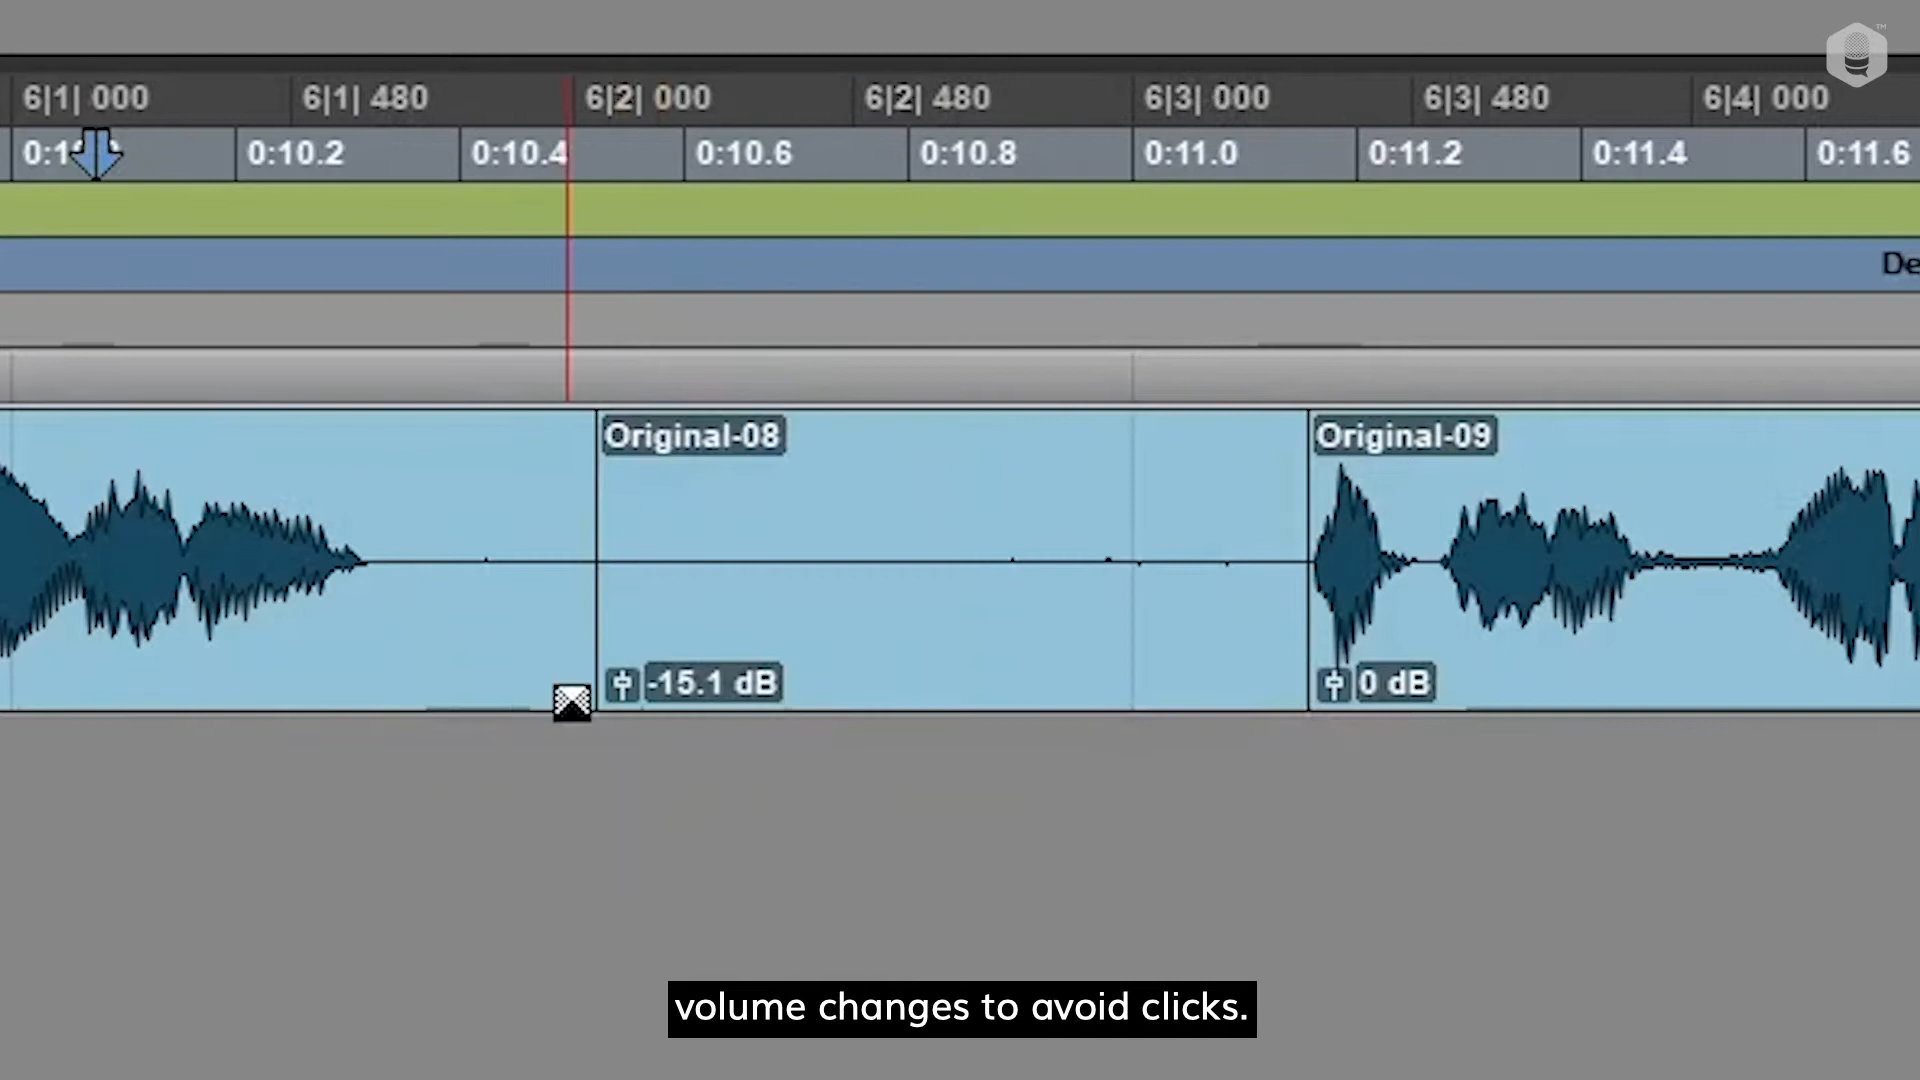 TM
6|1| 000 6|1| 480 6|2| 000 6|2| 480 6|3| 000 6|3| 480 6|4| 000
0:10.2 0:10.4 0:10.6 0:10.8 0:11.0 0:11.2 0:11.4 0:11.6
De
Original-08 Original-09
-15.1 dB 0 dB
volume changes to avoid clicks.